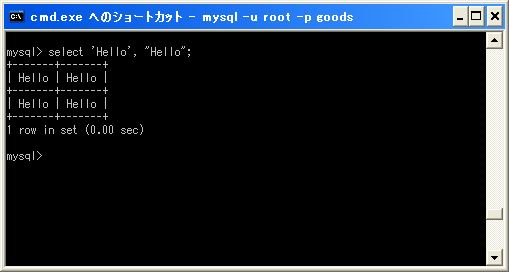 cmd.exe へのショートカット - mysql -u root -p goods
mysql> select 'Hello', "Hello";
+-------+-------+
| Hello | Hello |
+-------+-------+
| Hello | Hello |
+-------+-------+
1 row in set (0.00 sec)
mysql>